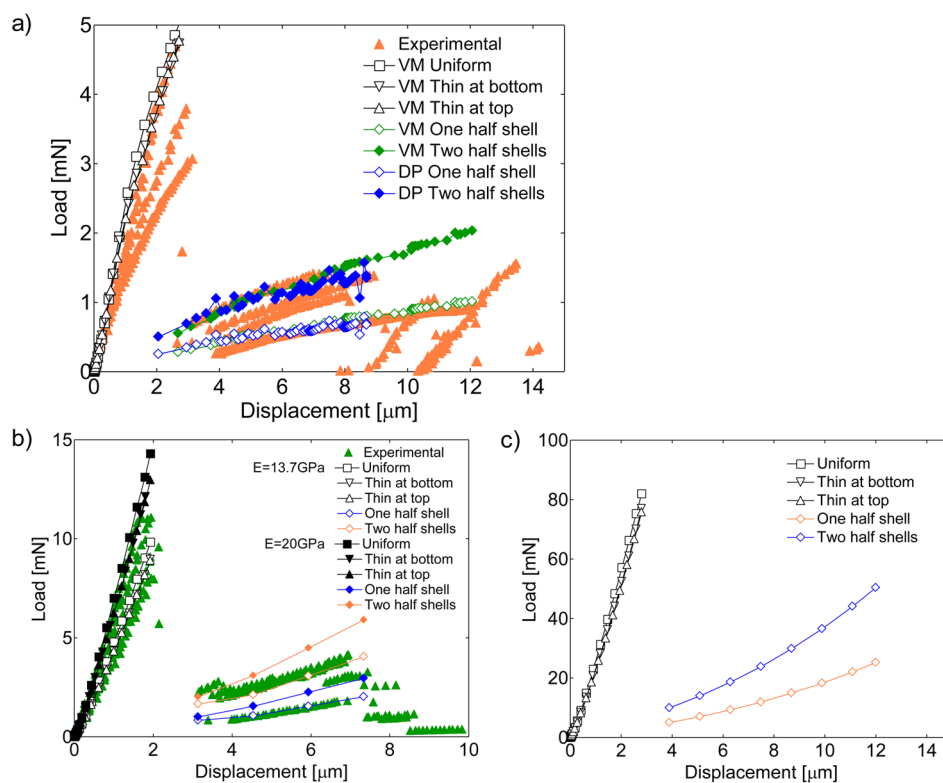 a)
5
4
3
2
1
0
Load [mN]
Experimental
VM Uniform
VM Thin at bottom
VM Thin at top
VM One half shell
VM Two half shells
DP One half shell
DP Two half shells
0 2 4 6 8 10 12 14
Displacement [μm]
b)
15
10
5
0
Load [mN]
Experimental
E=13.7GPa
Uniform
Thin at bottom
Thin at top
One half shell
Two half shells
E=20GPa
Uniform
Thin at bottom
Thin at top
One half shell
Two half shells
0 2 4 6 8 10
Displacement [μm]
c)
100
80
60
40
20
0
Load [mN]
Uniform
Thin at bottom
Thin at top
One half shell
Two half shells
0 2 4 6 8 10 12 14
Displacement [μm]